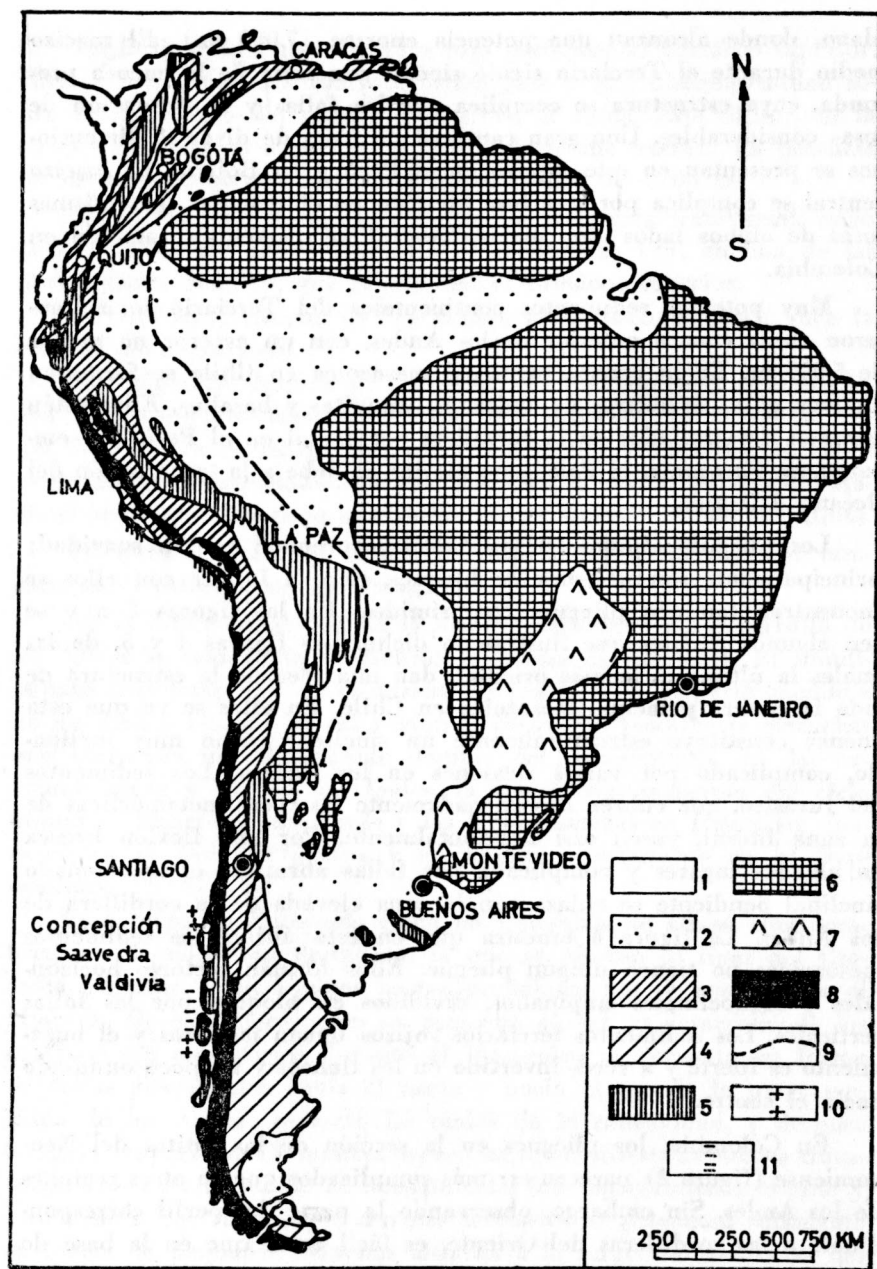 CARACAS
N
BOGOTA
S
QUITO
LIMA
LA PAZ
RIO DE JANEIRO
SANTIAGO
MONTEVIDEO
BUENOS AIRES
Concepción
Saavedra
Valdivia
1
6
2
7
3
8
4
9
5
10
11
250 0 250 500 750 KM